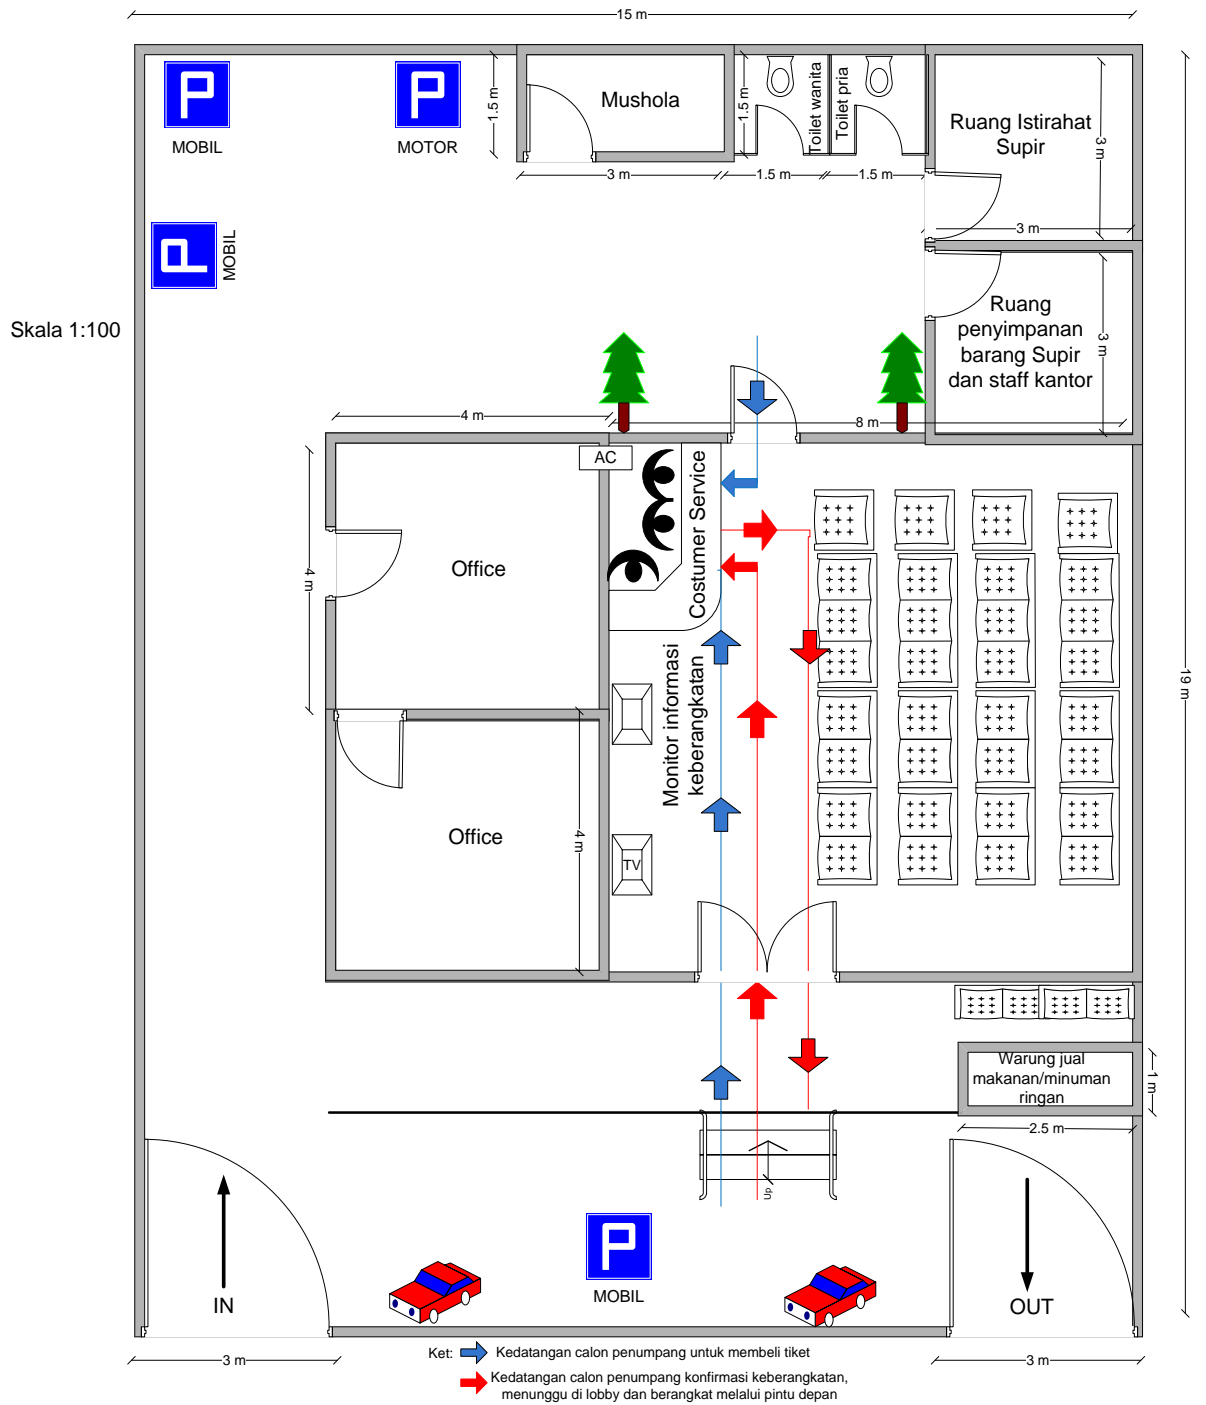 15 m
P
P
MOBIL
MOTOR
1.5 m
Mushola
1.5 m
Toilet wanita
Toilet pria
Ruang Istirahat
Supir
3 m
3 m
1.5 m
1.5 m
3 m
P
MOBIL
Skala 1:100
Ruang
penyimpanan
barang Supir
dan staff kantor
3 m
4 m
8 m
AC
Costumer Service
Office
4 m
Monitor informasi
keberangkatan
19 m
Office
4 m
TV
Warung jual
makanan/minuman
ringan
1 m
2.5 m
Up
P
MOBIL
IN
OUT
3 m
3 m
Ket:
Kedatangan calon penumpang untuk membeli tiket
Kedatangan calon penumpang konfirmasi keberangkatan,
menunggu di lobby dan berangkat melalui pintu depan